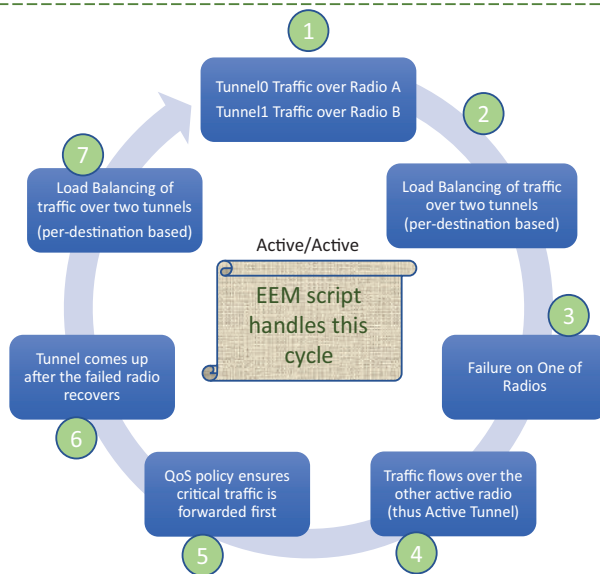 1
Tunnel0 Traffic over Radio A
Tunnel1 Traffic over Radio B
2
Load Balancing of traffic
over two tunnels
(per-destination based)
3
Failure on One of
Radios
Traffic flows over the
other active radio
(thus Active Tunnel)
4
QoS policy ensures
critical traffic is
forwarded first
5
Tunnel comes up
after the failed radio
recovers
6
7
Load Balancing of
traffic over two tunnels
(per-destination based)
Active/Active
EEM script
handles this
cycle